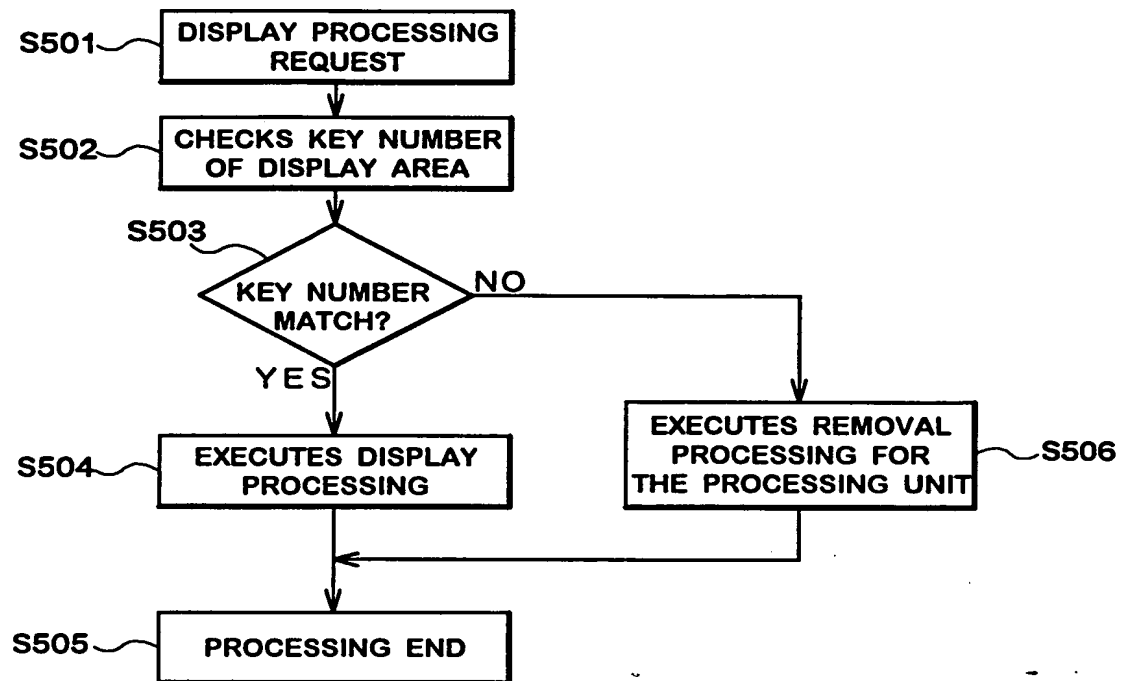 S501
DISPLAY PROCESSING
REQUEST
S502
CHECKS KEY NUMBER
OF DISPLAY AREA
S503
KEY NUMBER
MATCH?
NO
YES
S504
EXECUTES DISPLAY
PROCESSING
EXECUTES REMOVAL
PROCESSING FOR
THE PROCESSING UNIT
S506
S505
PROCESSING END